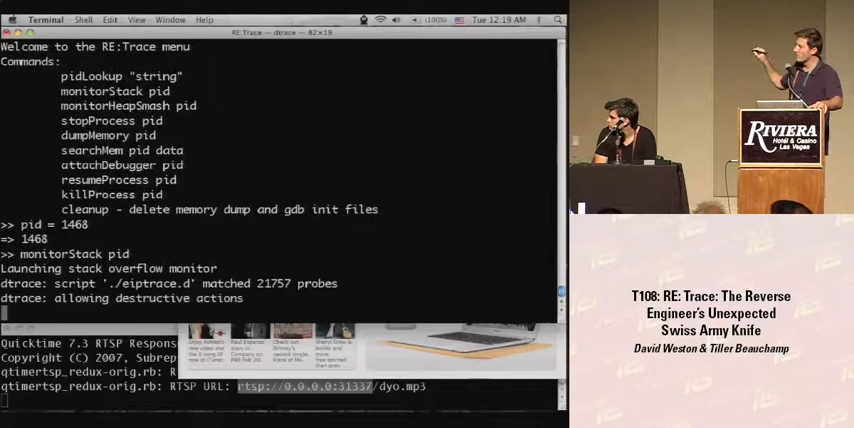 Terminal Shell Edit View Window Help
(100%) Tue 12:19 AM
RE:Trace — dtrace — 82×19
Welcome to the RE:Trace menu
Commands:
pidLookup "string"
monitorStack pid
monitorHeapSmash pid
stopProcess pid
dumpMemory pid
searchMem pid data
attachDebugger pid
resumeProcess pid
killProcess pid
cleanup - delete memory dump and gdb init files
>> pid = 1468
=> 1468
>> monitorStack pid
Launching stack overflow monitor
dtrace: script './eiptrace.d' matched 21757 probes
dtrace: allowing destructive actions
Quicktime 7.3 RTSP Respons
Copyright (C) 2007, Subrep
qtimertsp_redux-orig.rb: R
qtimertsp_redux-orig.rb: RTSP URL: rtsp://0.0.0.0:31337/dyo.mp3
RIVIERA
Hotel & Casino
Las Vegas
T108: RE: Trace: The Reverse
Engineer's Unexpected
Swiss Army Knife
David Weston & Tiller Beauchamp